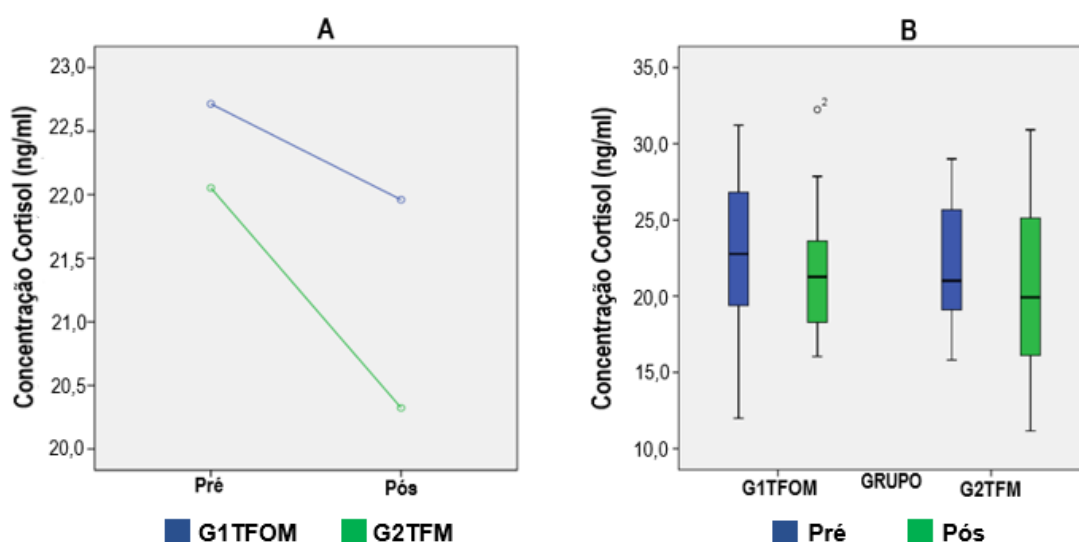 A
Concentração Cortisol (ng/ml)
23,0
22,5
22,0
21,5
21,0
20,5
20,0
Pré Pós
G1TFOM G2TFM
B
Concentração Cortisol (ng/ml)
35,0
30,0
25,0
20,0
15,0
10,0
2
G1TFOM GRUPO G2TFM
Pré Pós